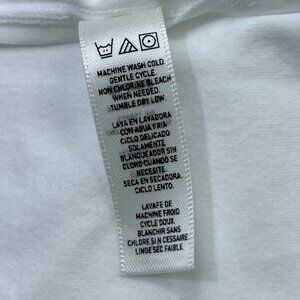 MACHINE WASH COLD.
GENTLE CYCLE.
NON CHLORINE BLEACH
WHEN NEEDED.
TUMBLE DRY LOW.
LAVA EN LAVADORA
CON AGUA FRIA
CICLO DELICADO
SOLAMENTE
BLANQUEADOR SIN
CLORO CUANDO SE
NECESITE.
SECA EN SECADORA,
CICLO LENTO.
LAVAFE DE
MACHINE FROID
CYCLE DOUX.
BLANCHIR SANS
CHLORE SIN CESSAIRE
LINGE SEC FAIBLE.